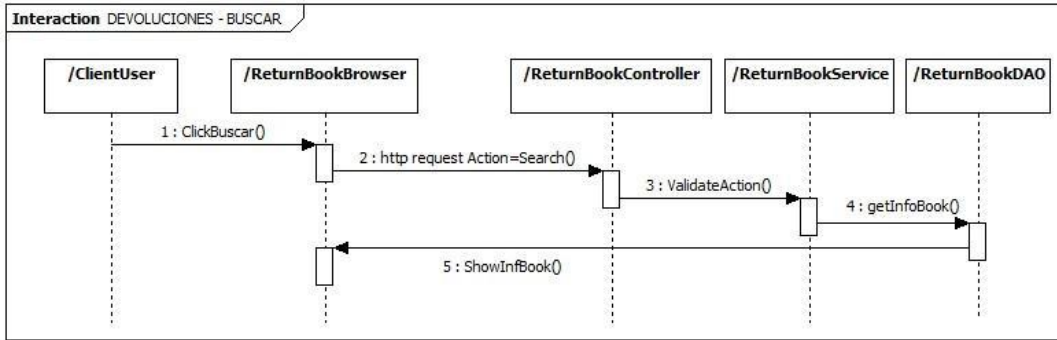 Interaction DEVOLUCIONES - BUSCAR
/ClientUser
/ReturnBookBrowser
/ReturnBookController
/ReturnBookService
/ReturnBookDAO
1 : ClickBuscar()
2 : http request Action=Search()
3 : ValidateAction()
4 : getInfoBook()
5 : ShowInfBook()